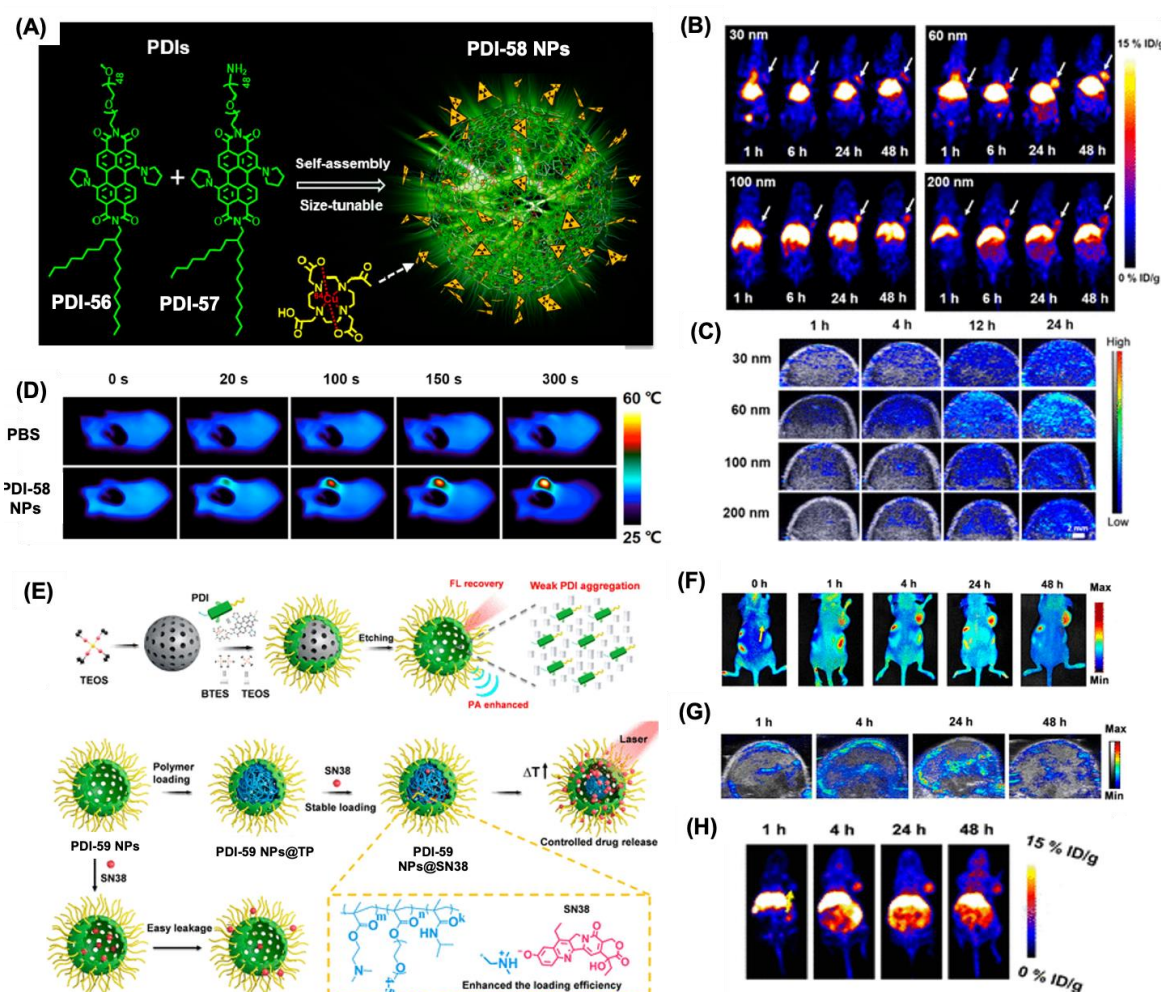 (A)
PDIs
PDI-58 NPs
O
48
NH2
48
O
O
N
O
N
N
O
N
O
+
Self-assembly
Size-tunable
PDI-56
PDI-57
64Cu
HO
(B)
30 nm
60 nm
15 % ID/g
1 h
6 h
24 h
48 h
1 h
6 h
24 h
48 h
100 nm
200 nm
1 h
6 h
24 h
48 h
1 h
6 h
24 h
48 h
0 % ID/g
(C)
1 h
4 h
12 h
24 h
30 nm
60 nm
100 nm
200 nm
2 mm
High
Low
(D)
0 s
20 s
100 s
150 s
300 s
PBS
PDI-58
NPs
60 ℃
25 ℃
(E)
PDI
TEOS
BTES
TEOS
Etching
FL recovery
PA enhanced
Weak PDI aggregation
Polymer
loading
SN38
Stable loading
ΔT↑
Laser
Controlled drug release
PDI-59 NPs
PDI-59 NPs@TP
PDI-59
NPs@SN38
SN38
Easy leakage
m
n
k
SN38
Enhanced the loading efficiency
(F)
0 h
1 h
4 h
24 h
48 h
Max
Min
(G)
1 h
4 h
24 h
48 h
Max
Min
(H)
1 h
4 h
24 h
48 h
15 % ID/g
0 % ID/g